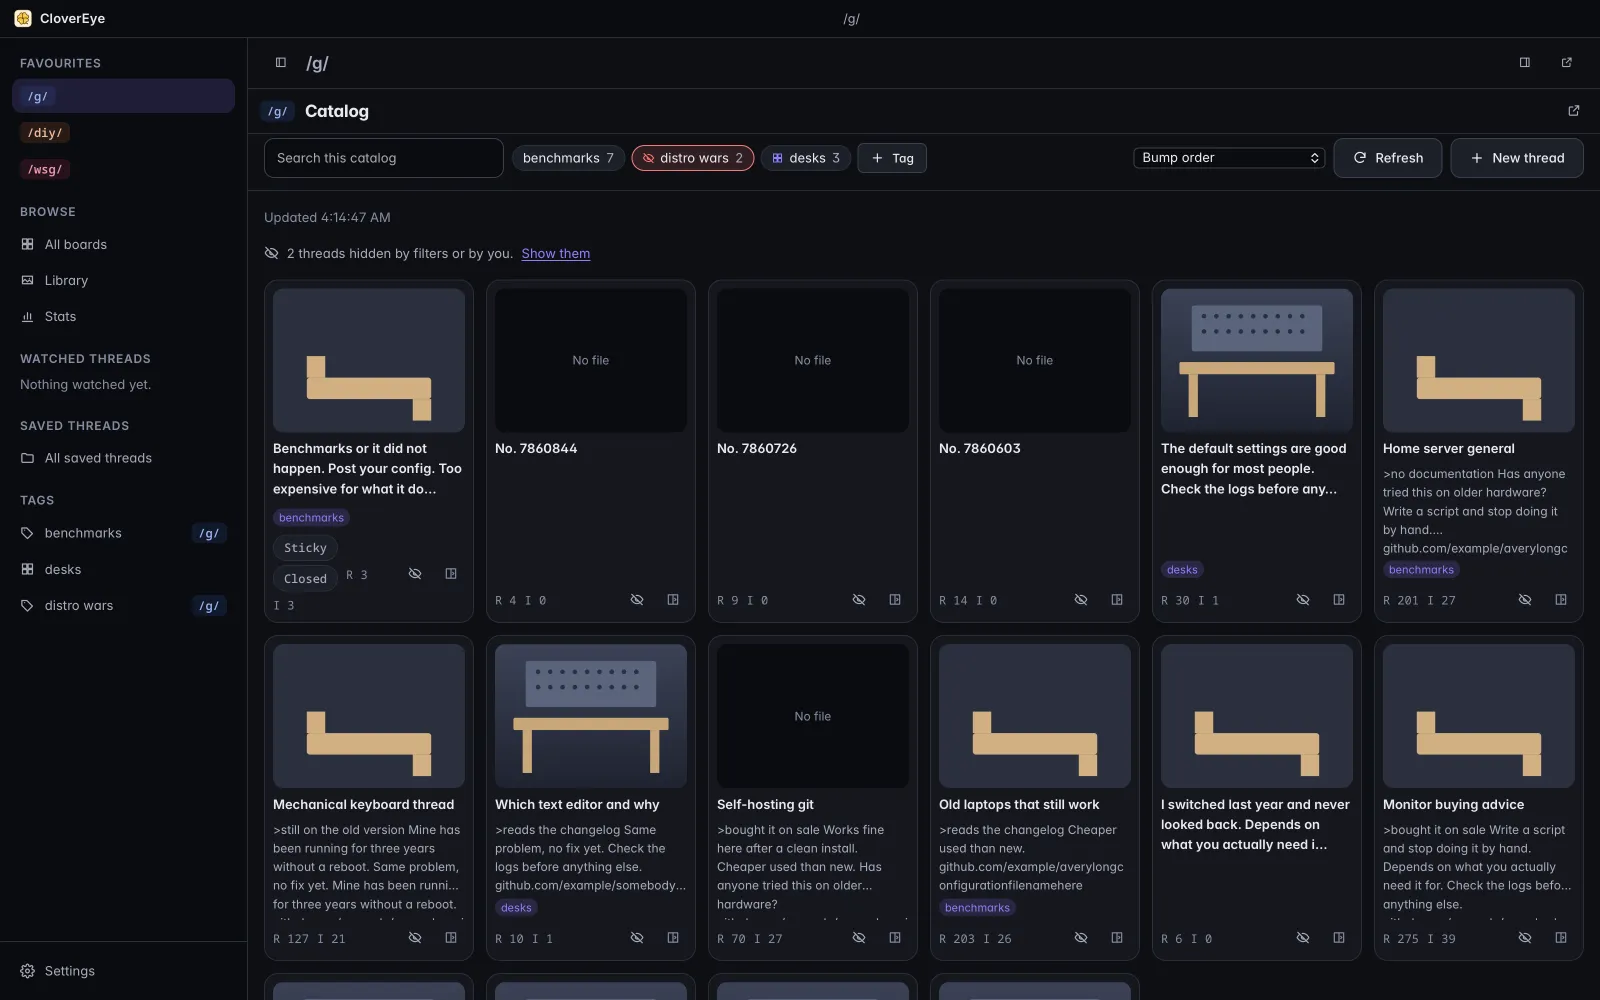 CloverEye
/g/
FAVOURITES
/g/
/diy/
/wsg/
BROWSE
All boards
Library
Stats
WATCHED THREADS
Nothing watched yet.
SAVED THREADS
All saved threads
TAGS
benchmarks /g/
desks
distro wars /g/
Settings
/g/
/g/ Catalog
Search this catalog
benchmarks 7
distro wars 2
desks 3
+ Tag
Bump order
Refresh
+ New thread
Updated 4:14:47 AM
2 threads hidden by filters or by you. Show them
Benchmarks or it did not
happen. Post your config. Too
expensive for what it do...
benchmarks
Sticky
Closed R 3
I 3
No file
No. 7860844
R 4 I 0
No file
No. 7860726
R 9 I 0
No file
No. 7860603
R 14 I 0
The default settings are good
enough for most people.
Check the logs before any...
desks
R 30 I 1
Home server general
>no documentation Has anyone
tried this on older hardware?
Write a script and stop doing it
by hand....
github.com/example/averylongc
benchmarks
R 201 I 27
Mechanical keyboard thread
>still on the old version Mine has
been running for three years
without a reboot. Same problem,
no fix yet. Mine has been runni...
for three years without a reboot.
R 127 I 21
Which text editor and why
>reads the changelog Same
problem, no fix yet. Check the
logs before anything else.
github.com/example/somebody...
desks
R 10 I 1
No file
Self-hosting git
>bought it on sale Works fine
here after a clean install.
Cheaper used than new. Has
anyone tried this on older...
hardware?
R 70 I 27
Old laptops that still work
>reads the changelog Cheaper
used than new.
github.com/example/averylongc
onfigurationfilenamehere
benchmarks
R 203 I 26
I switched last year and never
looked back. Depends on
what you actually need i...
R 6 I 0
Monitor buying advice
>bought it on sale Write a script
and stop doing it by hand.
Depends on what you actually
need it for. Check the logs befo...
anything else.
R 275 I 39